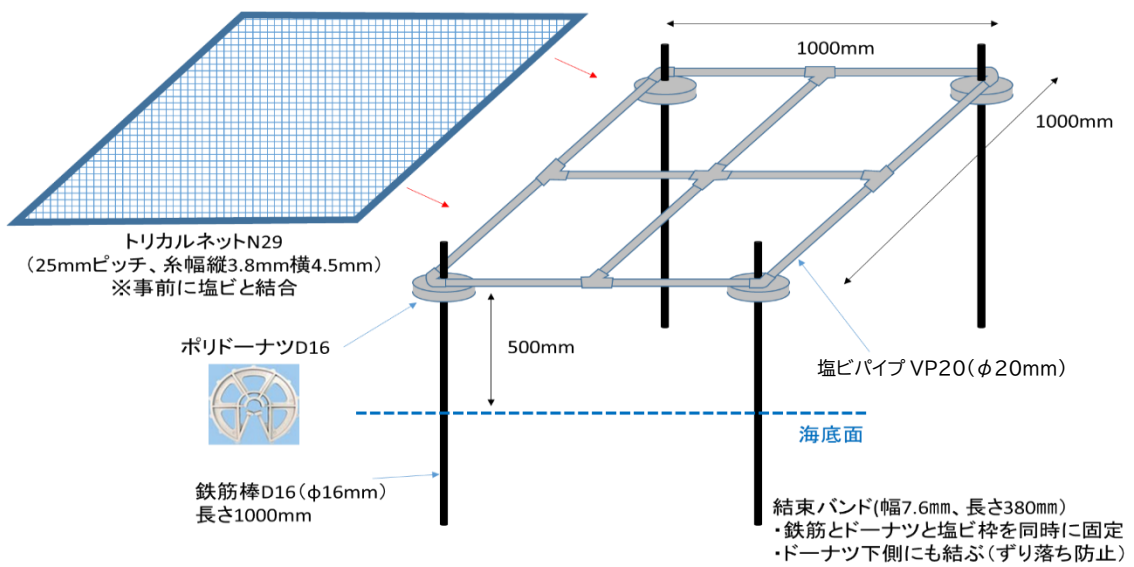 1000mm
1000mm
トリカルネットN29
（25mmピッチ、糸幅縦3.8mm横4.5mm）
※事前に塩ビと結合
ポリドーナツD16
500mm
塩ビパイプ VP20（φ20mm）
海底面
鉄筋棒D16（φ16mm）
長さ1000mm
結束バンド(幅7.6㎜、長さ380㎜）
・鉄筋とドーナツと塩ビ枠を同時に固定
・ドーナツ下側にも結ぶ（ずり落ち防止）